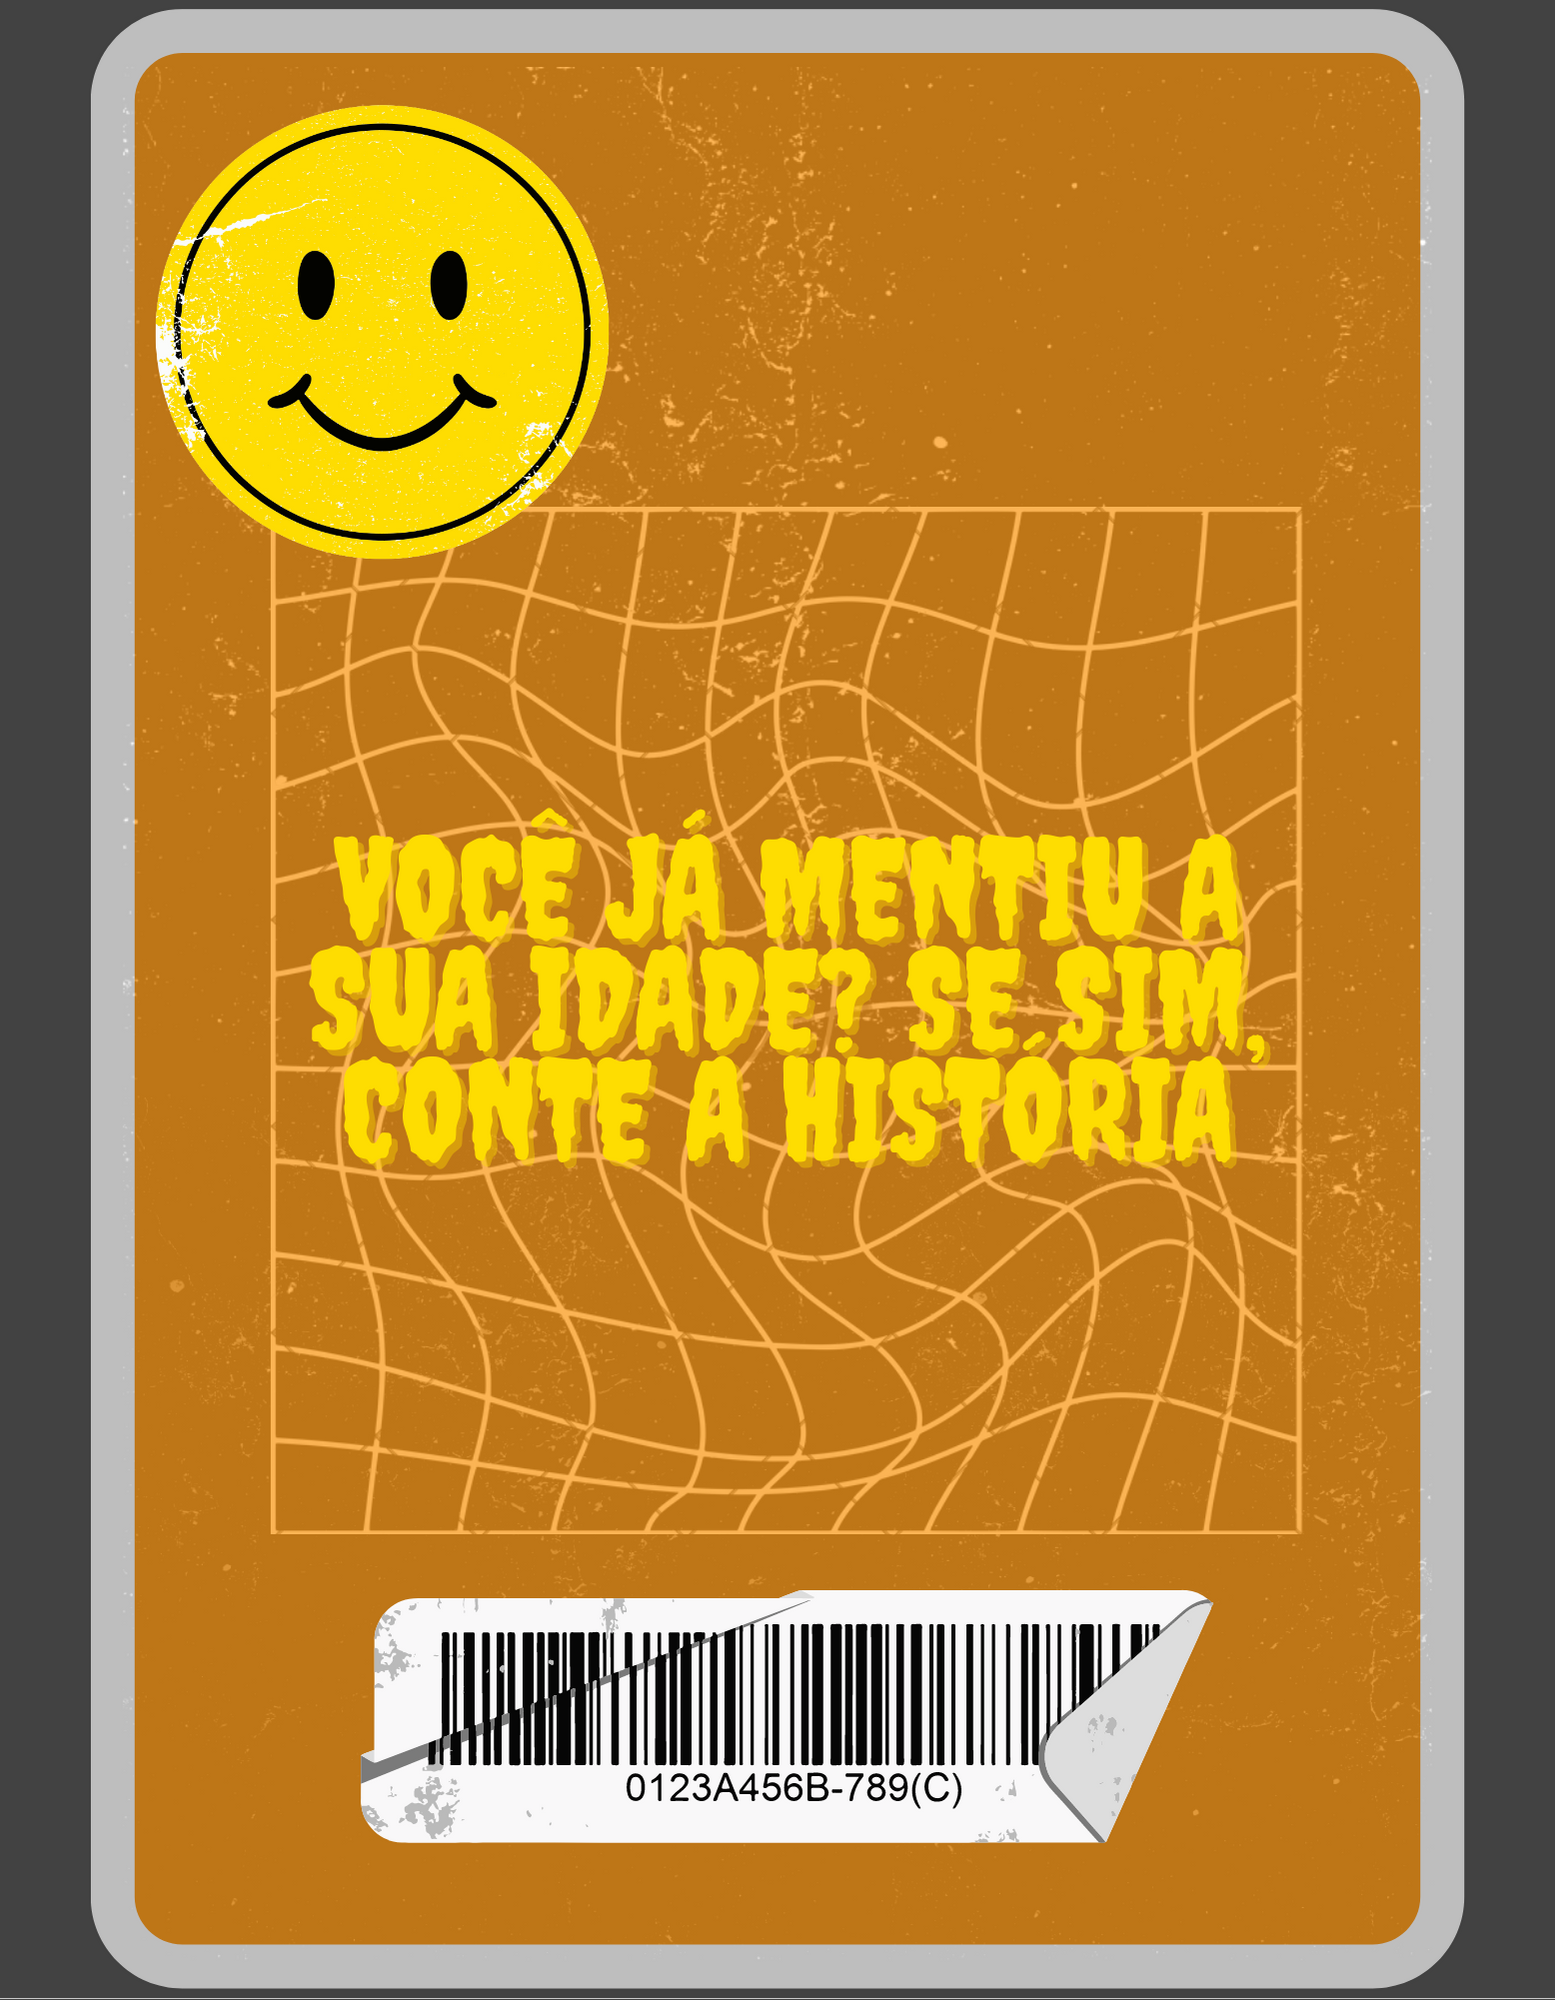 VOCÊ JÁ MENTIU A
SUA IDADE? SE SIM,
CONTE A HISTÓRIA
0123A456B-789(C)